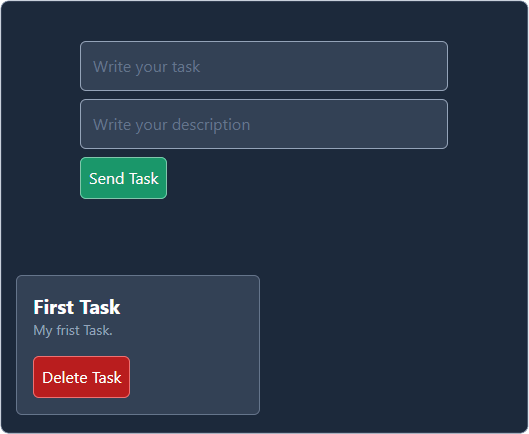 Write your task
Write your description
Send Task
First Task
My frist Task.
Delete Task